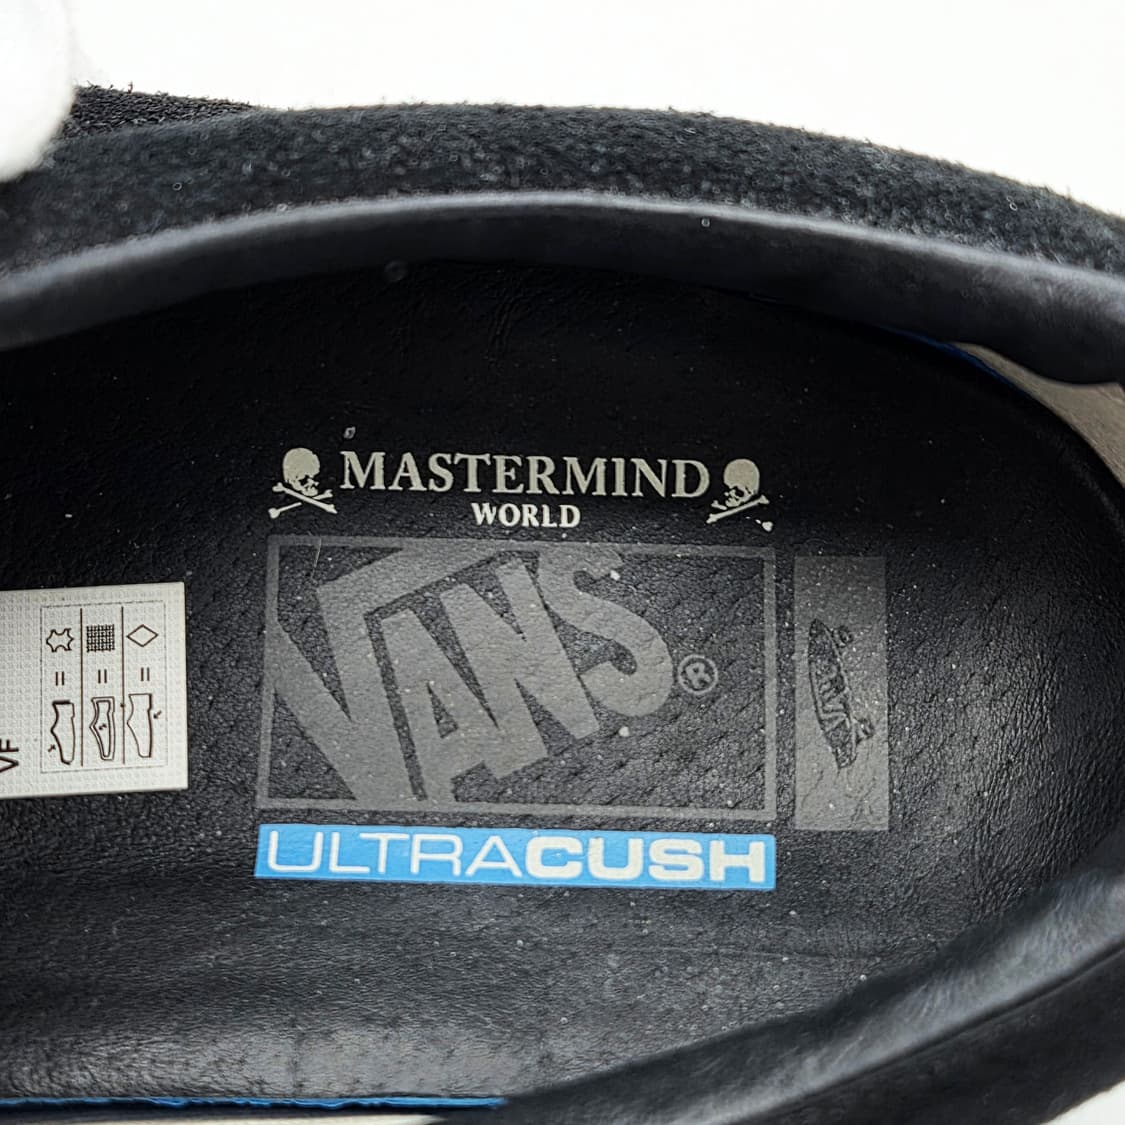 MASTERMIND
WORLD
VANS®
ULTRACUSH
VF